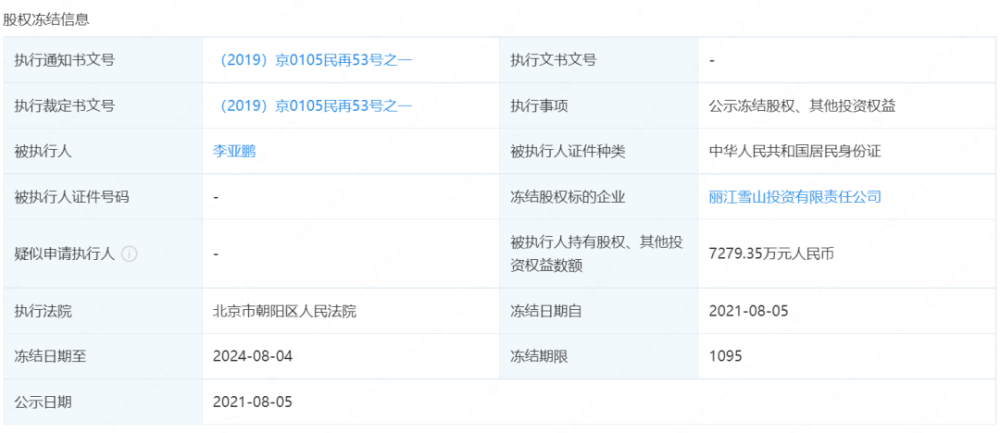 股权冻结信息
执行通知书文号 （2019）京0105民再53号之一 执行文书文号 -
执行裁定书文号 （2019）京0105民再53号之一 执行事项 公示冻结股权、其他投资权益
被执行人 李亚鹏 被执行人证件种类 中华人民共和国居民身份证
被执行人证件号码 - 冻结股权标的企业 丽江雪山投资有限责任公司
疑似申请执行人 - 被执行人持有股权、其他投
资权益数额 7279.35万元人民币
执行法院 北京市朝阳区人民法院 冻结日期自 2021-08-05
冻结日期至 2024-08-04 冻结期限 1095
公示日期 2021-08-05